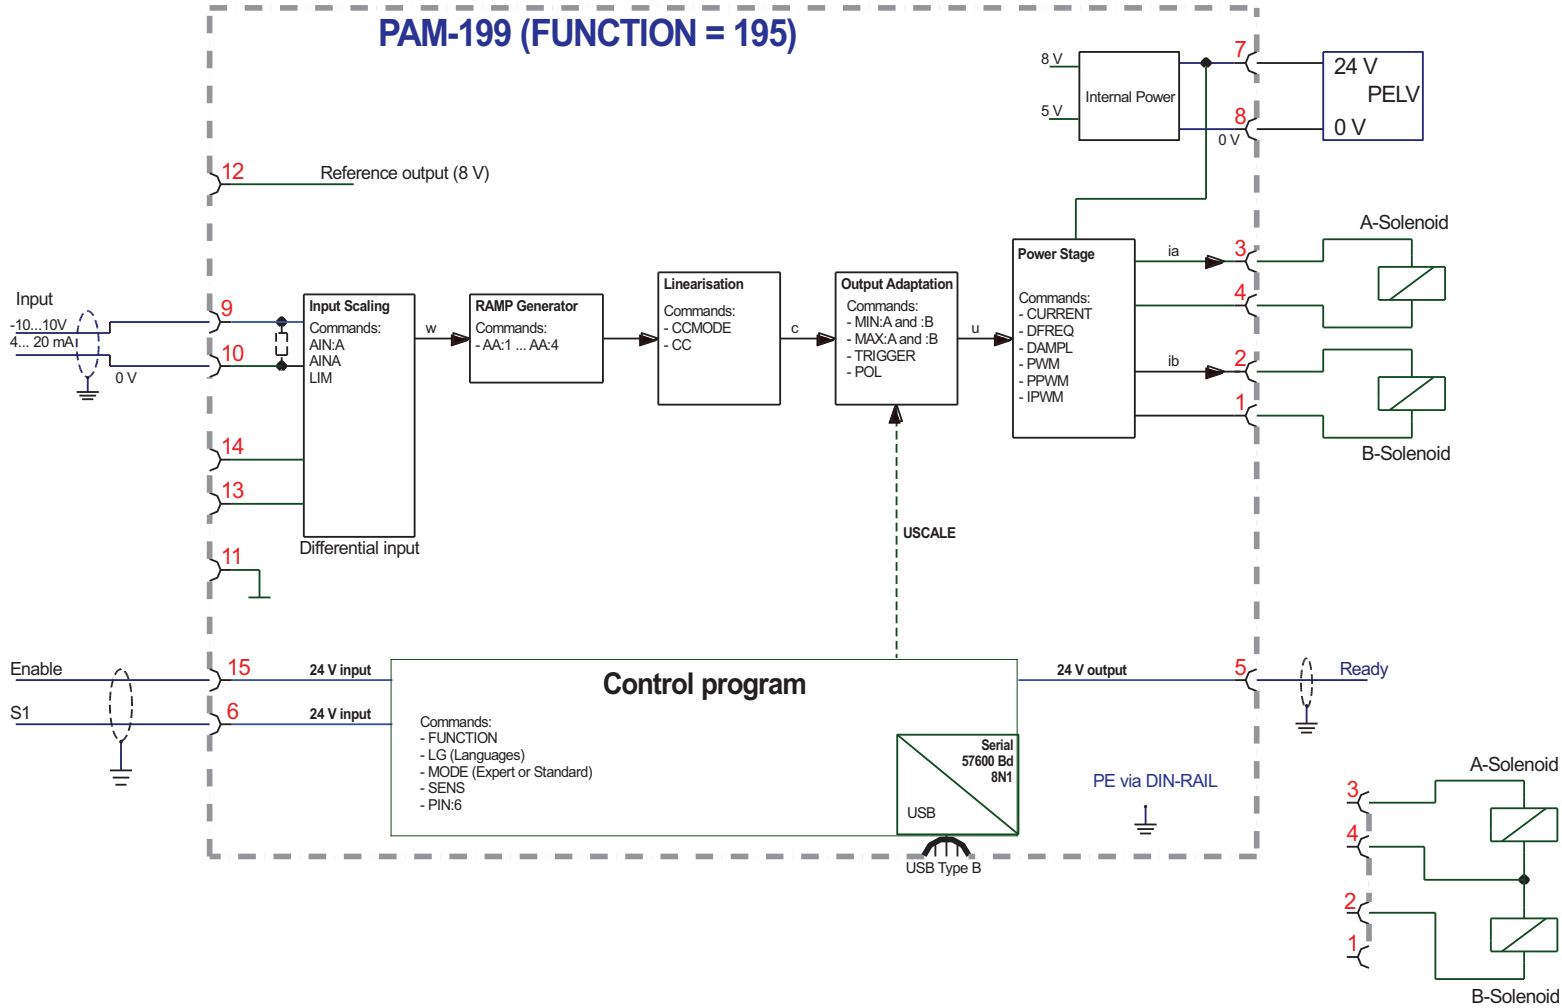 PAM-199 (FUNCTION = 195)
7
8 V
24 V
Internal Power
PELV
5 V
8
0 V
0 V
12
Reference output (8 V)
A-Solenoid
ia
3
4
ib
2
1
B-Solenoid
Power Stage
Commands:
- CURRENT
- DFREQ
- DAMPL
- PWM
- PPWM
- IPWM
Input
-10...10V
4... 20 mA
0 V
9
10
Input Scaling
Commands:
AIN:A
AINA
LIM
w
RAMP Generator
Commands:
- AA:1 ... AA:4
Linearisation
Commands:
- CCMODE
- CC
c
Output Adaptation
Commands:
- MIN:A and :B
- MAX:A and :B
- TRIGGER
- POL
u
14
13
Differential input
11
USCALE
Enable
15
24 V input
S1
6
24 V input
Control program
Commands:
- FUNCTION
- LG (Languages)
- MODE (Expert or Standard)
- SENS
- PIN:6
24 V output
5
Ready
Serial
57600 Bd
8N1
USB
USB Type B
PE via DIN-RAIL
A-Solenoid
3
4
2
1
B-Solenoid